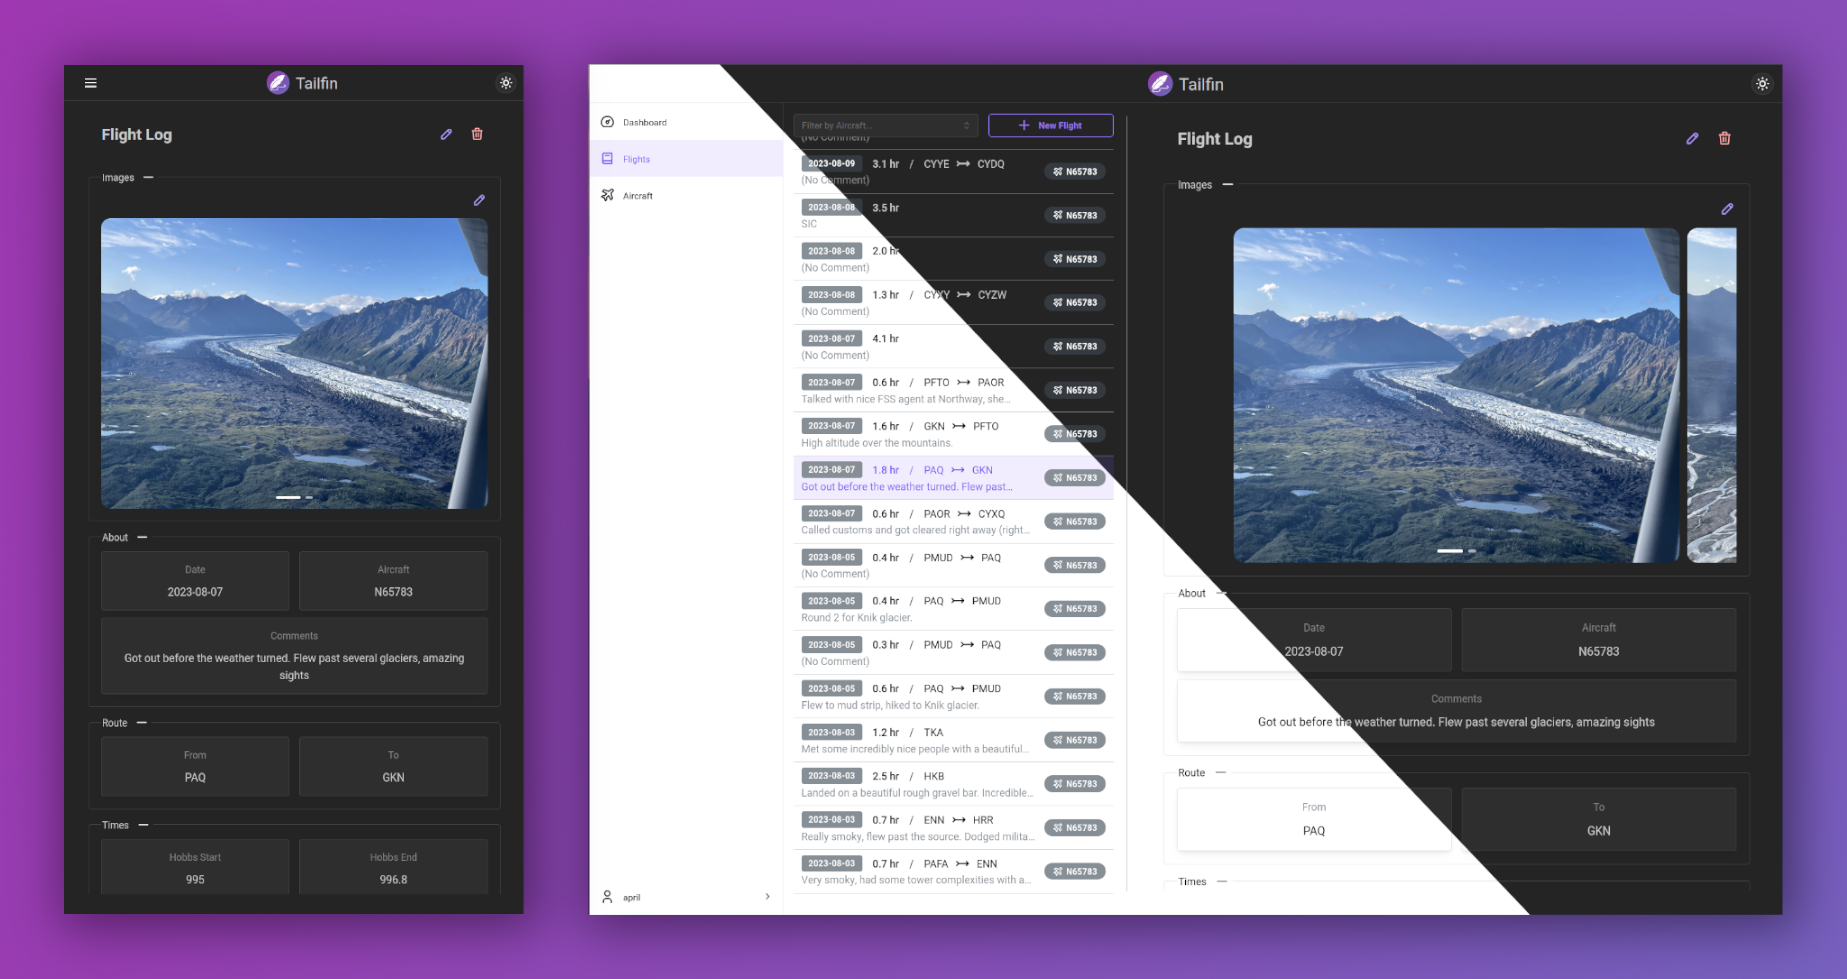 Tailfin
Flight Log
Images
About
Date
2023-08-07
Aircraft
N65783
Comments
Got out before the weather turned. Flew past several glaciers, amazing
sights
Route
From
PAQ
To
GKN
Times
Hobbs Start
995
Hobbs End
996.8
Tailfin
Dashboard
Flights
Aircraft
april
Filter by Aircraft...
New Flight
(No Comment)
2023-08-09 3.1 hr / CYYE CYDQ N65783
(No Comment)
2023-08-08 3.5 hr N65783
SIC
2023-08-08 2.0 hr N65783
(No Comment)
2023-08-08 1.3 hr / CYXY CYZW N65783
(No Comment)
2023-08-07 4.1 hr N65783
(No Comment)
2023-08-07 0.6 hr / PFTO PAOR N65783
Talked with nice FSS agent at Northway, she...
2023-08-07 1.6 hr / GKN PFTO N65783
High altitude over the mountains.
2023-08-07 1.8 hr / PAQ GKN N65783
Got out before the weather turned. Flew past...
2023-08-07 0.6 hr / PAOR CYXQ N65783
Called customs and got cleared right away (right...
2023-08-05 0.4 hr / PMUD PAQ N65783
(No Comment)
2023-08-05 0.4 hr / PAQ PMUD N65783
Round 2 for Knik glacier.
2023-08-05 0.3 hr / PMUD PAQ N65783
(No Comment)
2023-08-05 0.6 hr / PAQ PMUD N65783
Flew to mud strip, hiked to Knik glacier.
2023-08-03 1.2 hr / TKA N65783
Met some incredibly nice people with a beautiful...
2023-08-03 2.5 hr / HKB N65783
Landed on a beautiful rough gravel bar. Incredible...
2023-08-03 0.7 hr / ENN HRR N65783
Really smoky, flew past the source. Dodged milita...
2023-08-03 0.7 hr / PAFA ENN N65783
Very smoky, had some tower complexities with a...
Flight Log
Images
About
Date
2023-08-07
Aircraft
N65783
Comments
Got out before the weather turned. Flew past several glaciers, amazing sights
Route
From
PAQ
To
GKN
Times